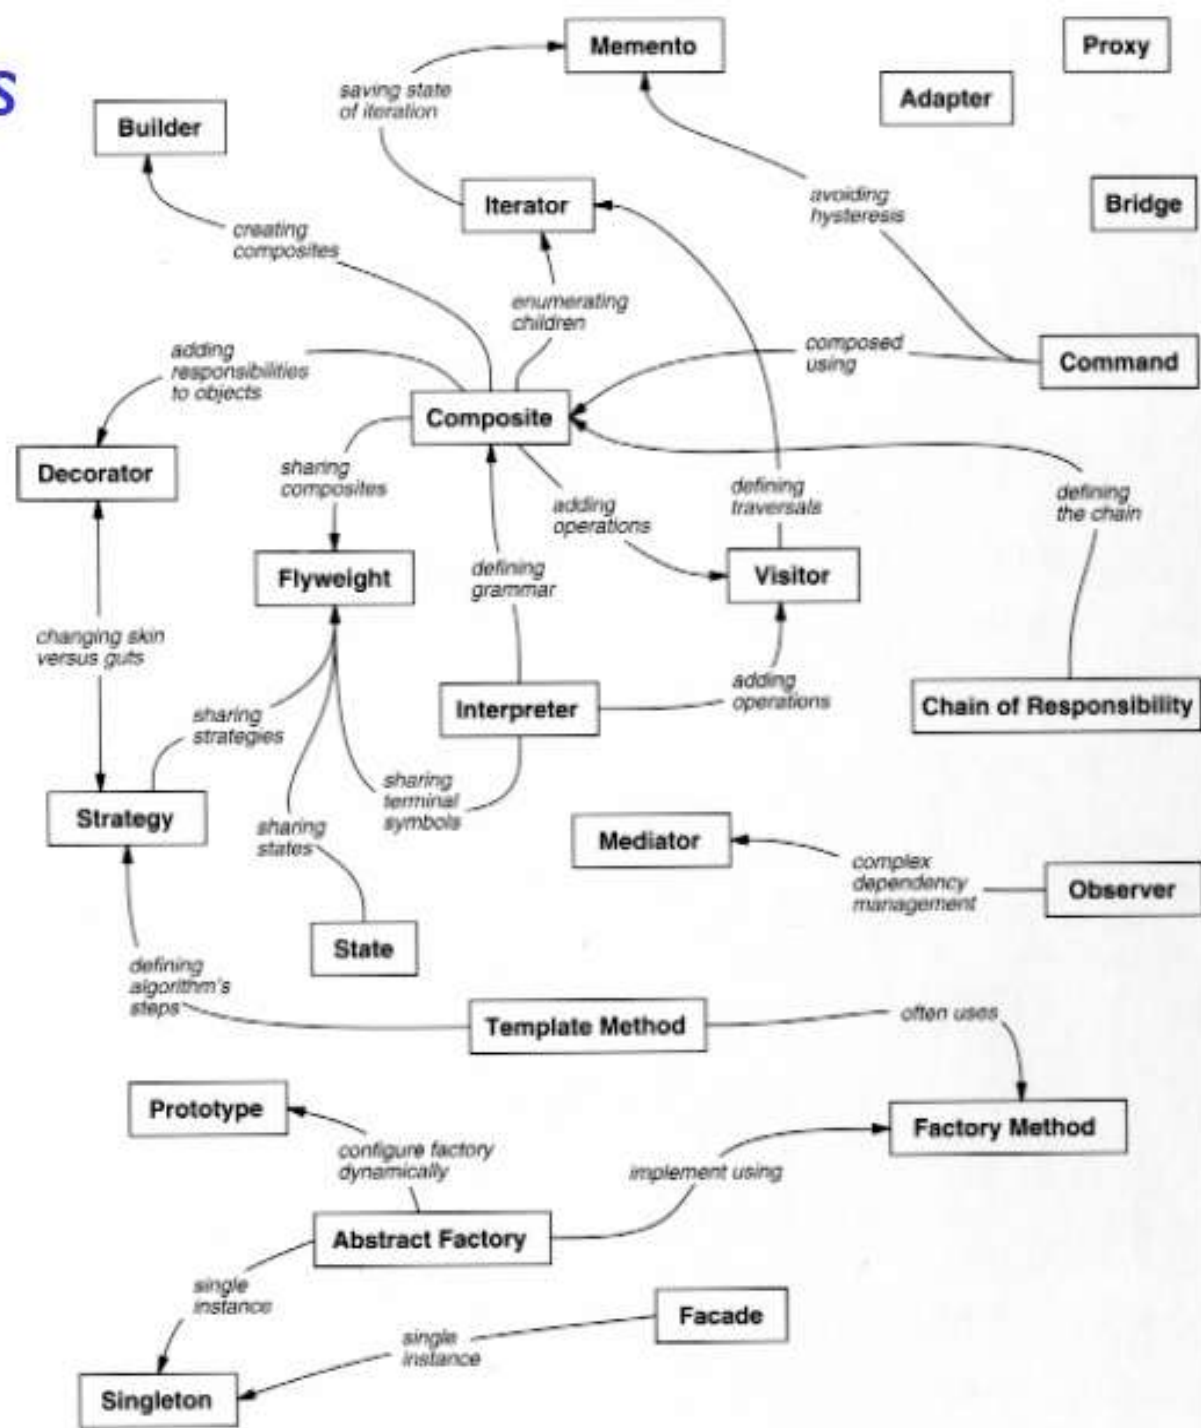 s
Memento
Proxy
Adapter
saving state
of iteration
Builder
Iterator
avoiding
hysteresis
Bridge
creating
composites
enumerating
children
adding
responsibilities
to objects
composed
using
Command
Composite
Decorator
sharing
composites
adding
operations
defining
traversals
defining
the chain
Flyweight
defining
grammar
Visitor
changing skin
versus guts
adding
operations
Interpreter
Chain of Responsibility
sharing
strategies
sharing
terminal
symbols
Strategy
sharing
states
Mediator
complex
dependency
management
Observer
State
defining
algorithm's
steps
Template Method
often uses
Prototype
Factory Method
configure factory
dynamically
implement using
Abstract Factory
single
instance
Facade
single
instance
Singleton